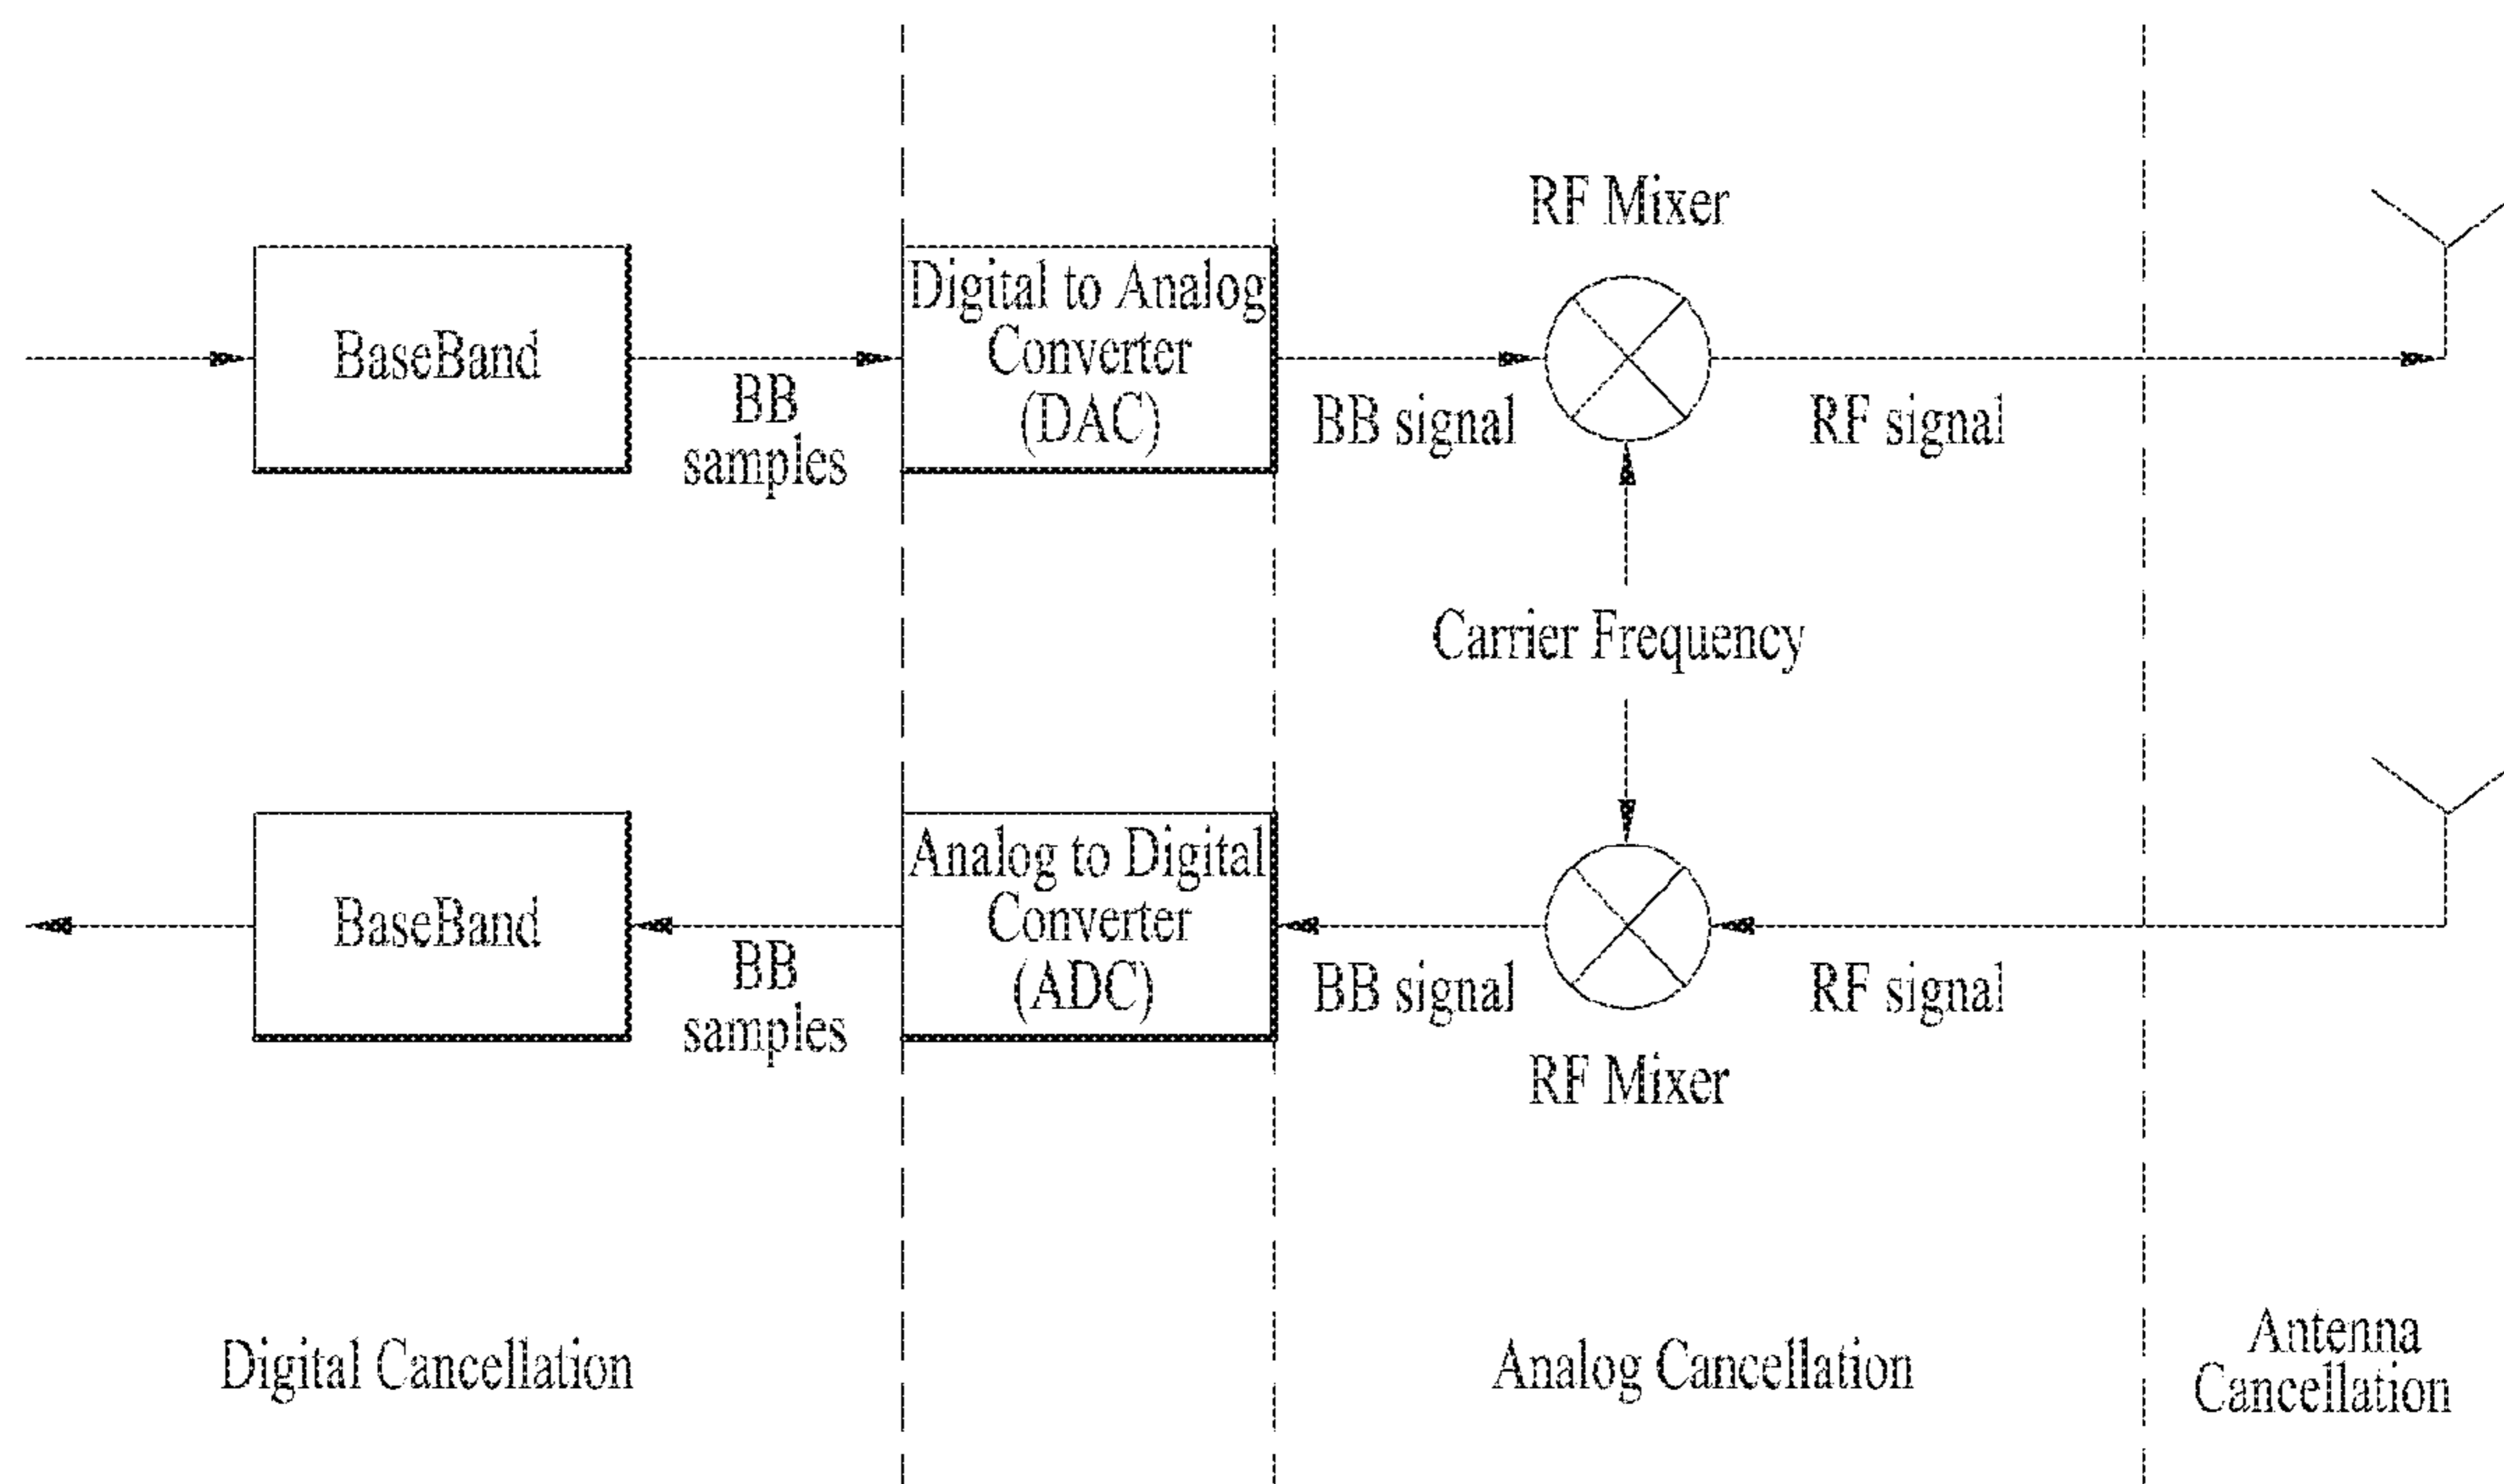 RF Mixer
BaseBand
BB
samples
Digital to Analog
Converter
(DAC)
BB signal
RF signal
Carrier Frequency
BaseBand
BB
samples
Analog to Digital
Converter
(ADC)
BB signal
RF signal
RF Mixer
Digital Cancellation
Analog Cancellation
Antenna
Cancellation